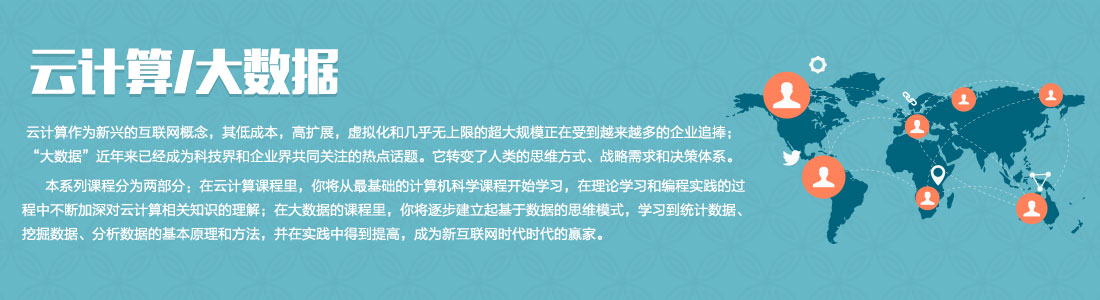 云计算/大数据
云计算作为新兴的互联网概念，其低成本，高扩展，虚拟化和几乎无上限的超大规模正在受到越来越多的企业追捧；
“大数据”近年来已经成为科技界和企业界共同关注的热点话题。它转变了人类的思维方式、战略需求和决策体系。
本系列课程分为两部分：在云计算课程里，你将从最基础的计算机科学课程开始学习，在理论学习和编程实践的过
程中不断加深对云计算相关知识的理解；在大数据的课程里，你将逐步建立起基于数据的思维模式，学习到统计数据、
挖掘数据、分析数据的基本原理和方法，并在实践中得到提高，成为新互联网时代时代的赢家。